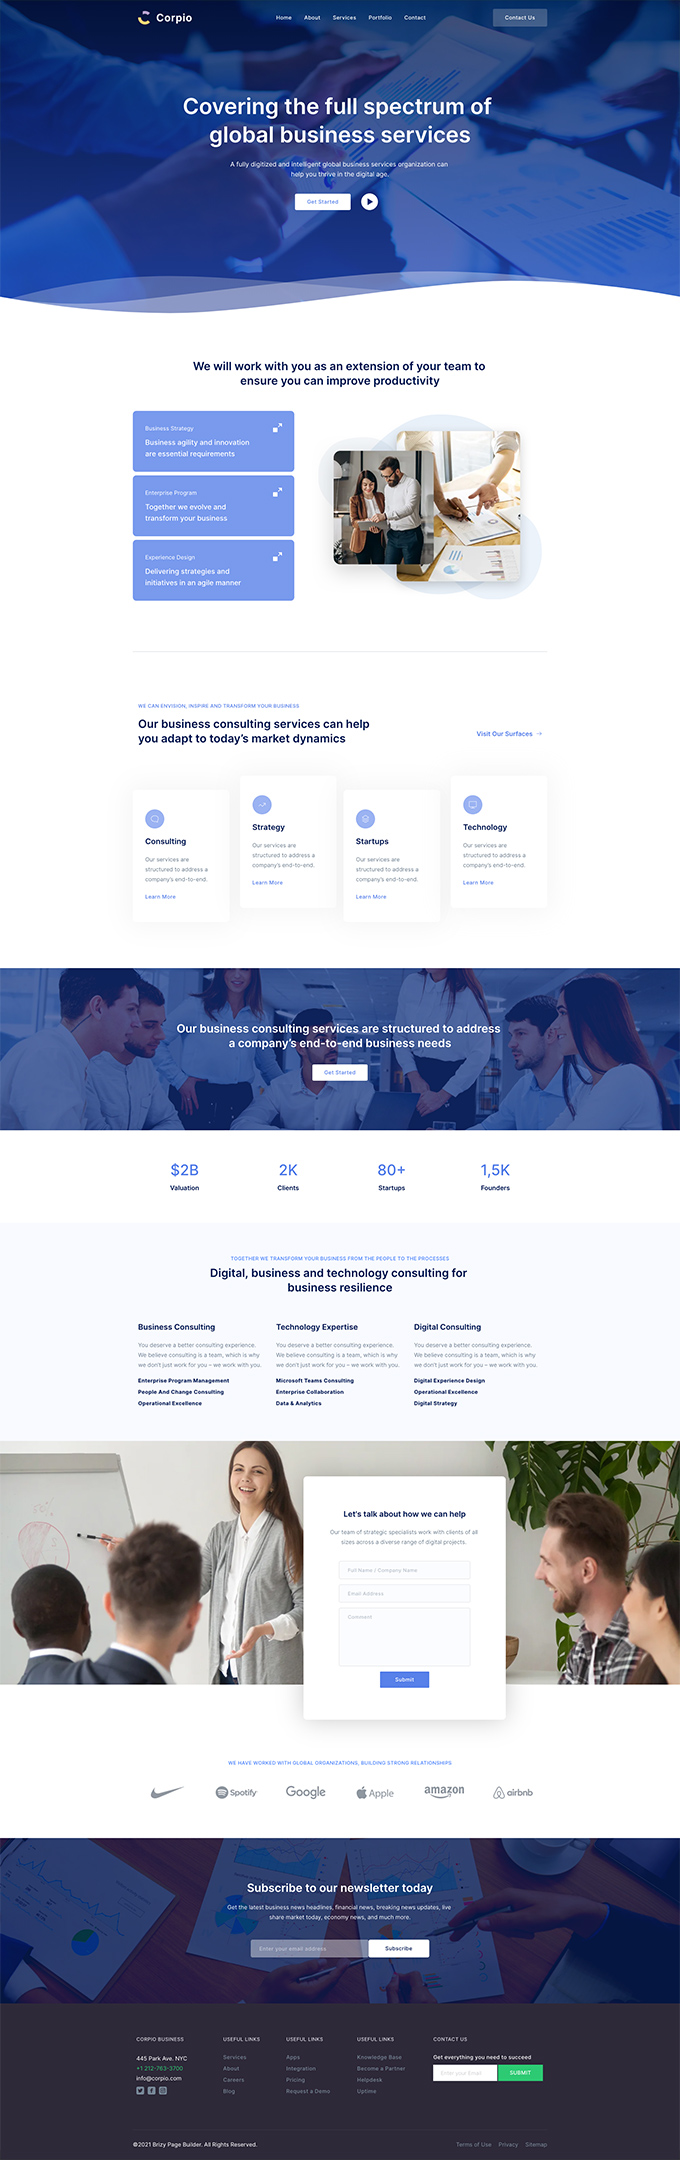 Corpio
Home About Services Portfolio Contact
Contact Us
Covering the full spectrum of
global business services
A fully digitized and intelligent global business services organization can
help you thrive in the digital age.
Get Started
We will work with you as an extension of your team to
ensure you can improve productivity
Business Strategy
Business agility and innovation
are essential requirements
Enterprise Program
Together we evolve and
transform your business
Experience Design
Delivering strategies and
initiatives in an agile manner
WE CAN ENVISION, INSPIRE AND TRANSFORM YOUR BUSINESS
Our business consulting services can help
you adapt to today's market dynamics
Visit Our Surfaces →
Consulting
Our services are
structured to address a
company's end-to-end.
Learn More
Strategy
Our services are
structured to address a
company's end-to-end.
Learn More
Startups
Our services are
structured to address a
company's end-to-end.
Learn More
Technology
Our services are
structured to address a
company's end-to-end.
Learn More
Our business consulting services are structured to address
a company's end-to-end business needs
Get Started
$2B
Valuation
2K
Clients
80+
Startups
1,5K
Founders
TOGETHER WE TRANSFORM YOUR BUSINESS FROM THE PEOPLE TO THE PROCESSES
Digital, business and technology consulting for
business resilience
Business Consulting
You deserve a better consulting experience.
We believe consulting is a team, which is why
we don't just work for you – we work with you.
Enterprise Program Management
People And Change Consulting
Operational Excellence
Technology Expertise
You deserve a better consulting experience.
We believe consulting is a team, which is why
we don't just work for you – we work with you.
Microsoft Teams Consulting
Enterprise Collaboration
Data & Analytics
Digital Consulting
You deserve a better consulting experience.
We believe consulting is a team, which is why
we don't just work for you – we work with you.
Digital Experience Design
Operational Excellence
Digital Strategy
Let's talk about how we can help
Our team of strategic specialists work with clients of all
sizes across a diverse range of digital projects.
Full Name / Company Name
Email Address
Comment
Submit
WE HAVE WORKED WITH GLOBAL ORGANIZATIONS, BUILDING STRONG RELATIONSHIPS
Spotify Google Apple amazon airbnb
Subscribe to our newsletter today
Get the latest business news headlines, financial news, breaking news updates, live
share market today, economy news, and much more.
Enter your email address
Subscribe
CORPIO BUSINESS
445 Park Ave. NYC
+1 212-763-3700
info@corpio.com
USEFUL LINKS
Services
About
Careers
Blog
USEFUL LINKS
Apps
Integration
Pricing
Request a Demo
USEFUL LINKS
Knowledge Base
Become a Partner
Helpdesk
Uptime
CONTACT US
Get everything you need to succeed
Enter your Email
SUBMIT
©2021 Brizy Page Builder. All Rights Reserved.
Terms of Use Privacy Sitemap